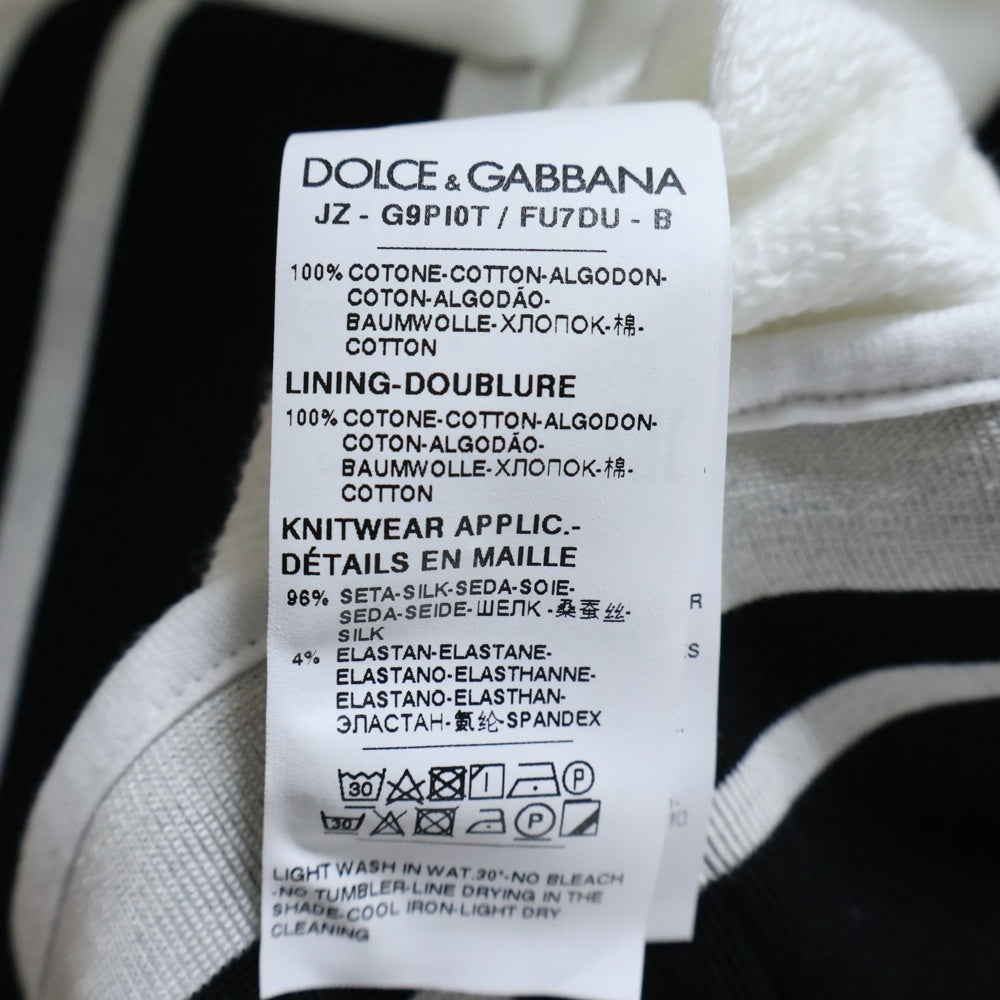 DOLCE & GABBANA
JZ - G9PI0T / FU7DU - B
100% COTONE-COTTON-ALGODON-
COTON-ALGODÃO-
BAUMWOLLE-ХЛОПОК-棉-
COTTON
LINING-DOUBLURE
100% COTONE-COTTON-ALGODON-
COTON-ALGODÃO-
BAUMWOLLE-ХЛОПОК-棉-
COTTON
KNITWEAR APPLIC.-
DÉTAILS EN MAILLE
96% SETA-SILK-SEDA-SOIE-
SEDA-SEIDE-ШЕЛК -桑蚕丝-
SILK
4% ELASTAN-ELASTANE-
ELASTANO-ELASTHANNE-
ELASTANO-ELASTHAN-
ЭЛАСТАН-氨纶-SPANDEX
30 P
30 P
LIGHT WASH IN WAT.30°-NO BLEACH
-NO TUMBLER-LINE DRYING IN THE
SHADE-COOL IRON-LIGHT DRY
CLEANING
R
S